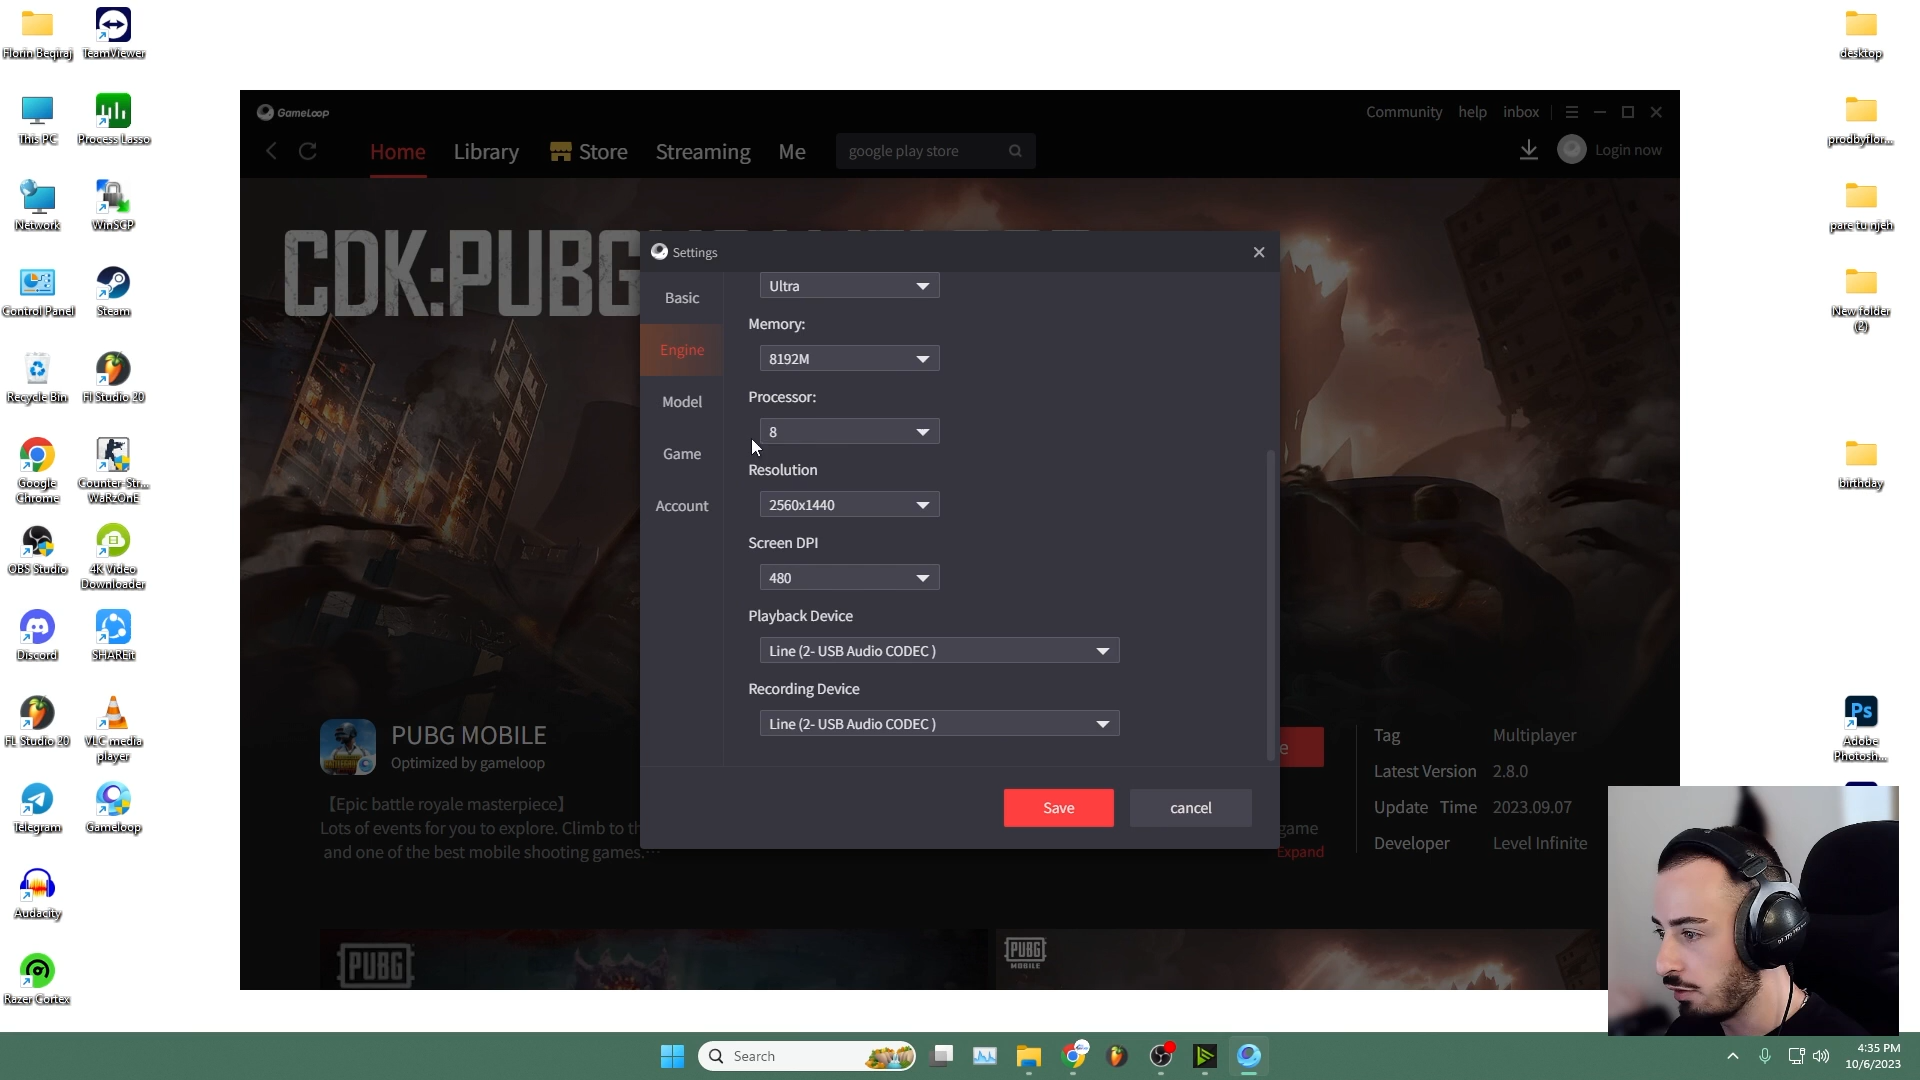 Florin Beqiraj
TeamViewer
This PC
Process Lasso
Network
WinSCP
Control Panel
Steam
Recycle Bin
Fl Studio 20
Google
Chrome
Counter-Str...
WaRzOnE
OBS Studio
4K Video
Downloader
Discord
SHAREit
FL Studio 20
VLC media
player
Telegram
Gameloop
Audacity
Razer Cortex
desktop
prodbyflor...
pare tu njeh
New folder
(2)
birthday
Ps
Adobe
Photosh...
GameLoop
Community help inbox
Home Library Store Streaming Me
google play store
Login now
CDK:PUBG
Settings
Basic
Engine
Model
Game
Account
Ultra
Memory:
8192M
Processor:
8
Resolution
2560x1440
Screen DPI
480
Playback Device
Line (2- USB Audio CODEC )
Recording Device
Line (2- USB Audio CODEC )
Save
cancel
PUBG MOBILE
Optimized by gameloop
【Epic battle royale masterpiece】
Lots of events for you to explore. Climb to th
game
and one of the best mobile shooting games.···
Expand
Tag Multiplayer
Latest Version 2.8.0
Update Time 2023.09.07
Developer Level Infinite
PUBG
PUBG
MOBILE
Search
4:35 PM
10/6/2023